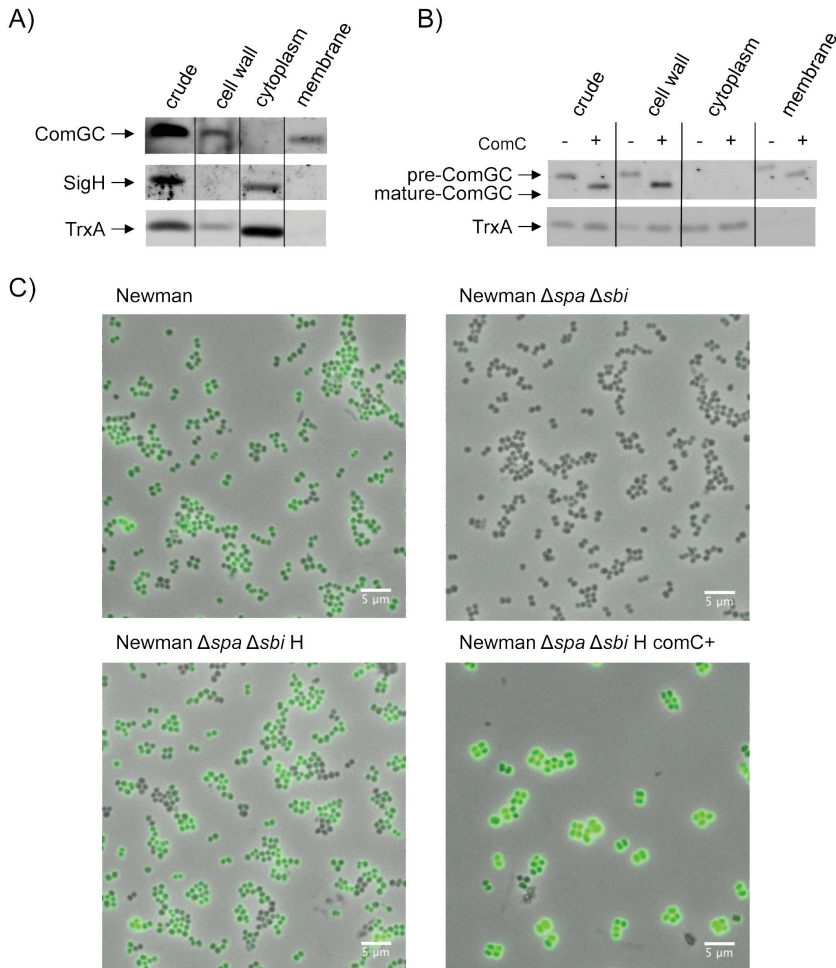 A)
crude
cell wall
cytoplasm
membrane
ComGC
SigH
TrxA
B)
crude
cell wall
cytoplasm
membrane
ComC - + - + - + - +
pre-ComGC
mature-ComGC
TrxA
C)
Newman
Newman Δspa Δsbi
5 µm
5 µm
Newman Δspa Δsbi H
Newman Δspa Δsbi H comC+
5 µm
5 µm